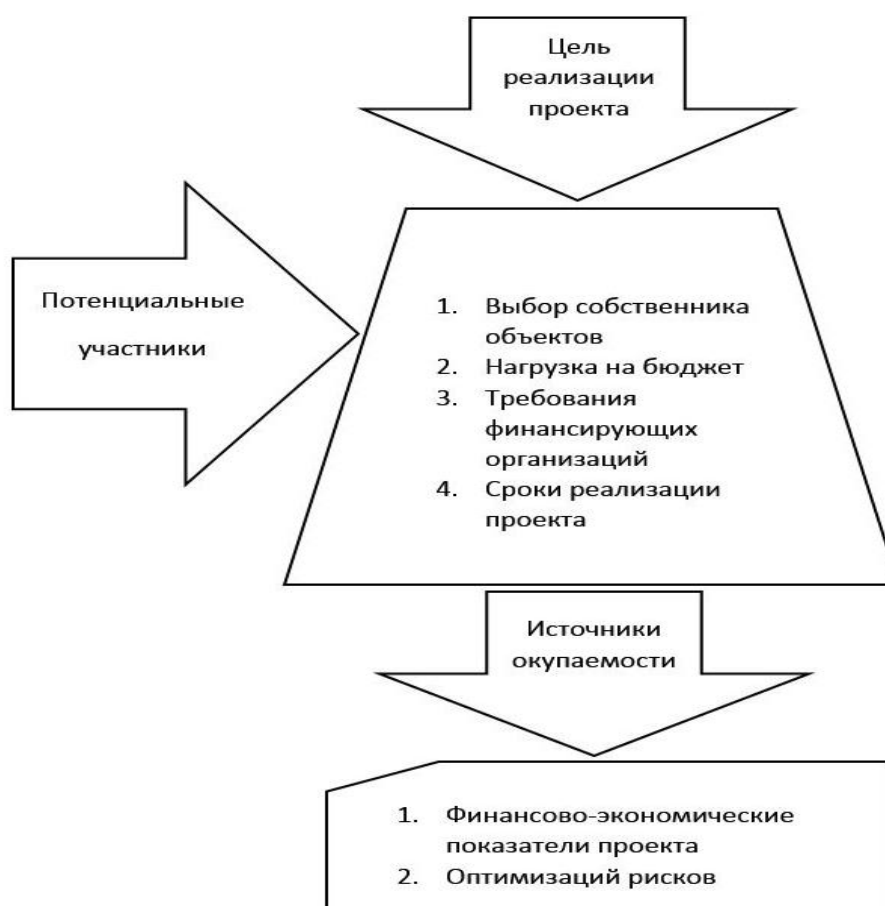 Цель
реализации
проекта
Потенциальные
участники
1. Выбор собственника
объектов
2. Нагрузка на бюджет
3. Требования
финансирующих
организаций
4. Сроки реализации
проекта
Источники
окупаемости
1. Финансово-экономические
показатели проекта
2. Оптимизаций рисков